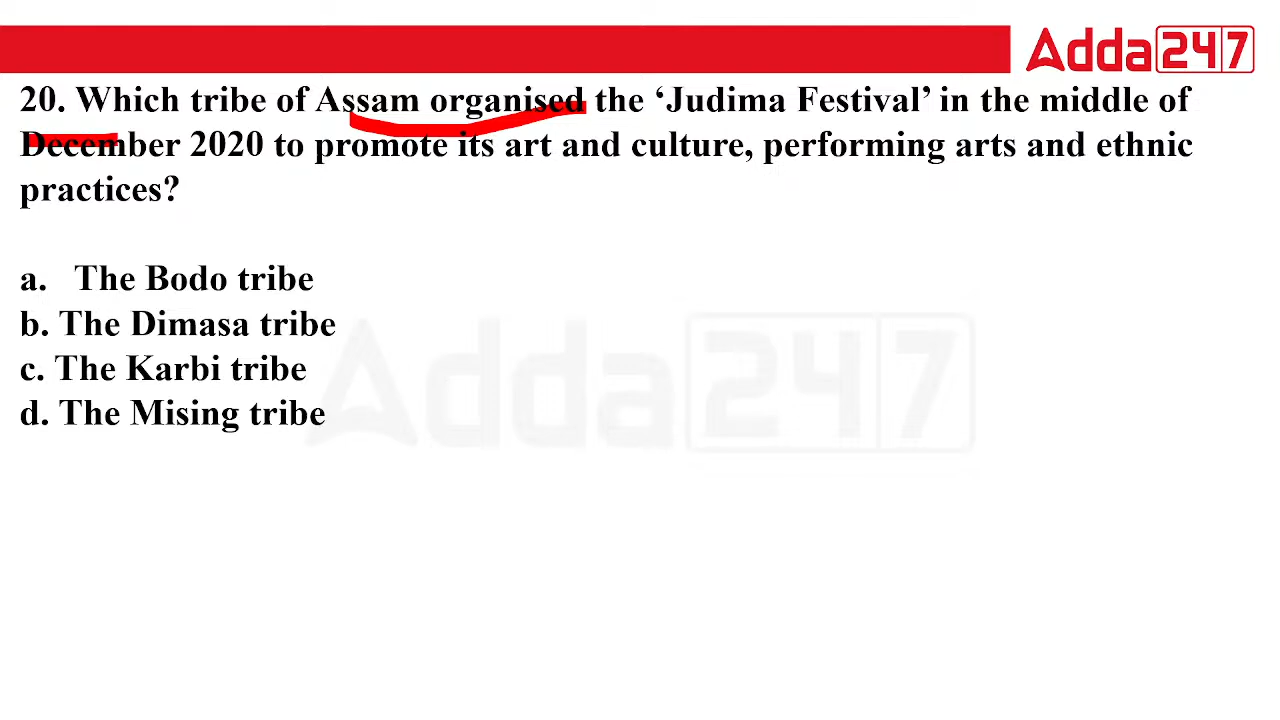 Adda247
20. Which tribe of Assam organised the ‘Judima Festival’ in the middle of
December 2020 to promote its art and culture, performing arts and ethnic
practices?
a. The Bodo tribe
b. The Dimasa tribe
c. The Karbi tribe
d. The Mising tribe
Adda247